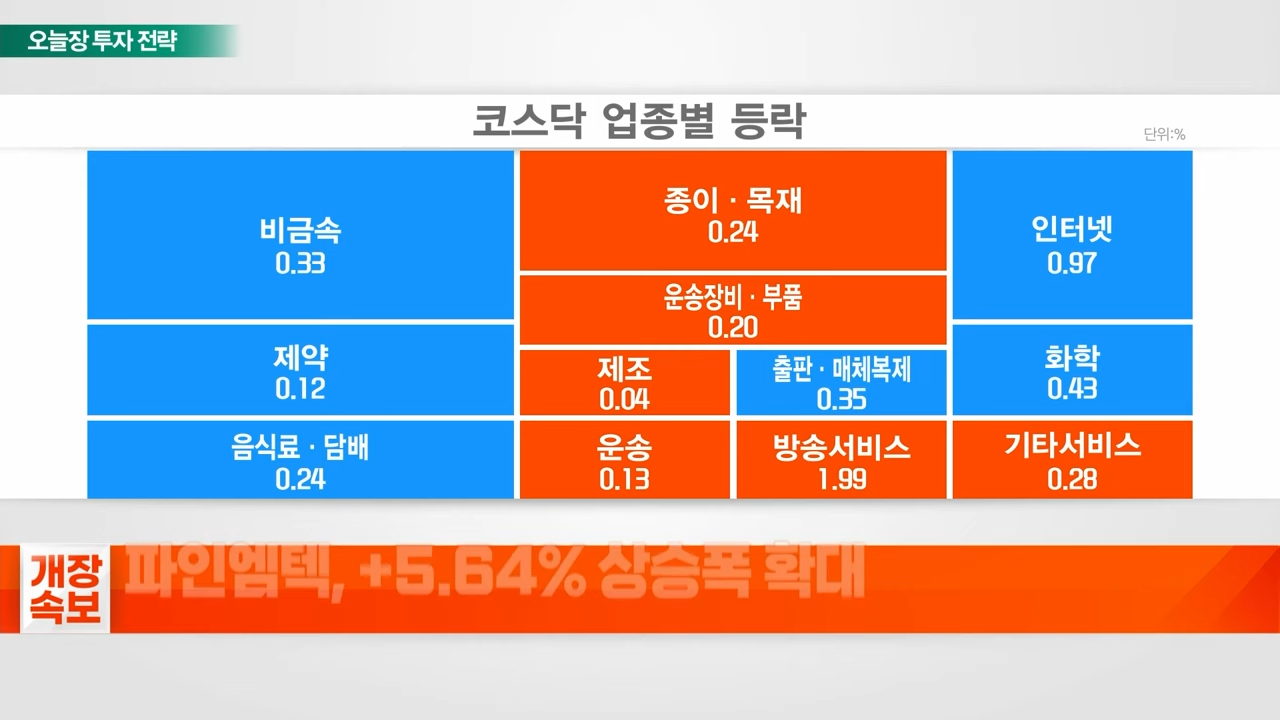 오늘장 투자 전략
코스닥 업종별 등락
단위:%
비금속
0.33
제약
0.12
음식료·담배
0.24
종이·목재
0.24
운송장비·부품
0.20
제조
0.04
출판·매체복제
0.35
운송
0.13
방송서비스
1.99
인터넷
0.97
화학
0.43
기타서비스
0.28
개장
속보
파인엠텍, +5.64% 상승폭 확대